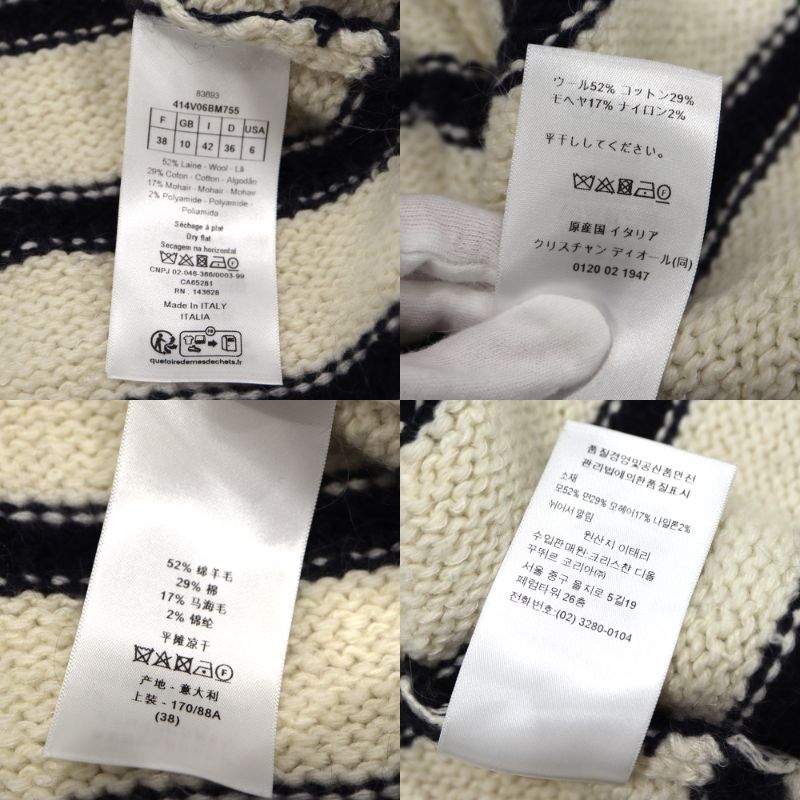 83693
414V06BM755
F GB I D USA
38 10 42 36 6
52% Laine - Wool - Lã
29% Coton - Cotton - Algodão
17% Mohair - Mohair - Mohair
2% Polyamide - Polyamide -
Poliamida
Séchage à plat
Dry flat
Secagem na horizontal
CNPJ 02-046-366/0003-99
CA65281
RN : 143628
Made in ITALY
ITALIA
FR
quefairedemesdechets.fr
ウール52% コットン29%
モヘヤ17% ナイロン2%
平干ししてください。
原産国 イタリア
クリスチャン ディオール(同)
0120 02 1947
52% 绵羊毛
29% 棉
17% 马海毛
2% 锦纶
平摊凉干
产地 - 意大利
上装 - 170/88A
(38)
품질경영및공산품안전
관리법에의한품질표시
소재
모52% 면29% 모헤어17% 나일론2%
뉘어서 말림
원산지 이태리
수입판매원:크리스챤 디올
꾸뛰르 코리아㈜
서울 중구 을지로 5길19
페럼타워 26층
전화번호:(02) 3280-0104